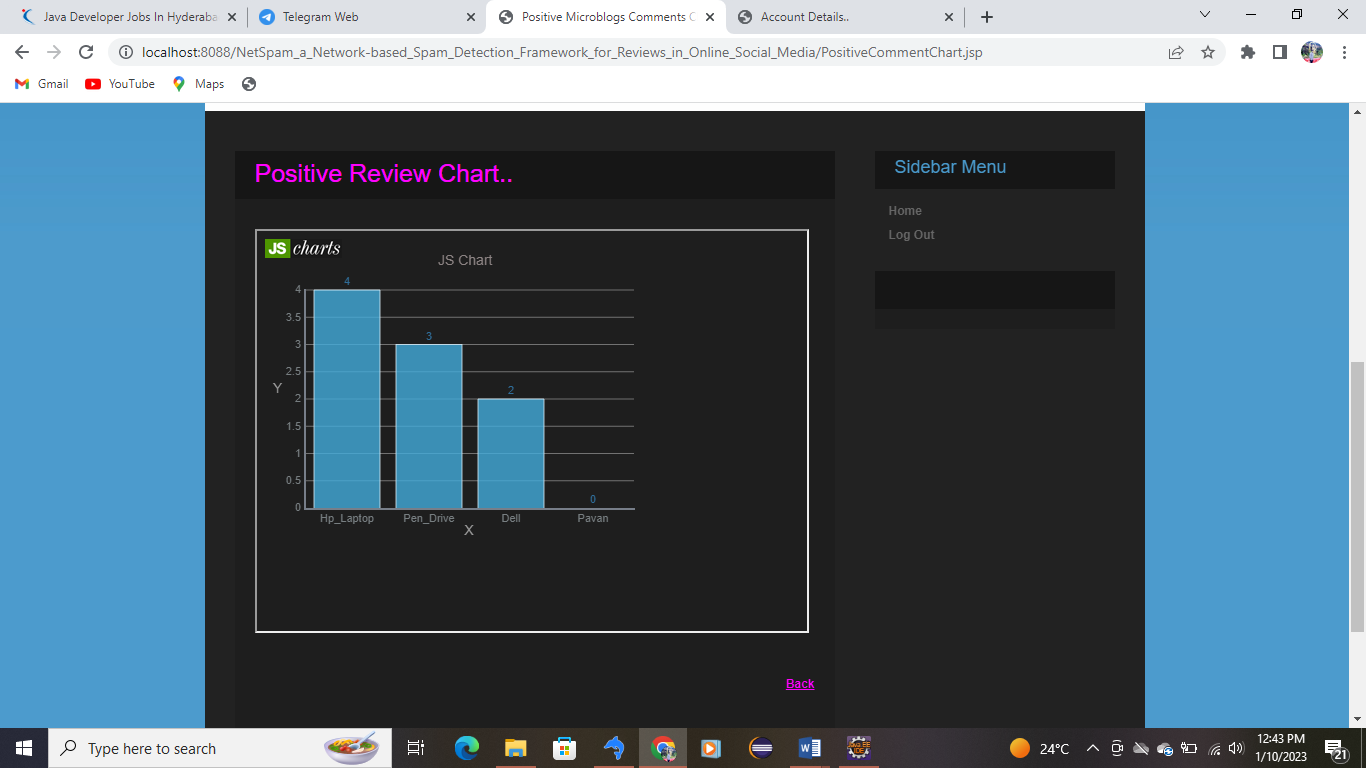 Java Developer Jobs In Hyderaba
Telegram Web
Positive Microblogs Comments C
Account Details..
localhost:8088/NetSpam_a_Network-based_Spam_Detection_Framework_for_Reviews_in_Online_Social_Media/PositiveCommentChart.jsp
Gmail
YouTube
Maps
Positive Review Chart..
Sidebar Menu
Home
Log Out
JS charts
JS Chart
4
3
2
0
4
3.5
3
2.5
2
1.5
1
0.5
0
Y
Hp_Laptop
Pen_Drive
Dell
Pavan
X
Back
Type here to search
24°C
12:43 PM
1/10/2023
21